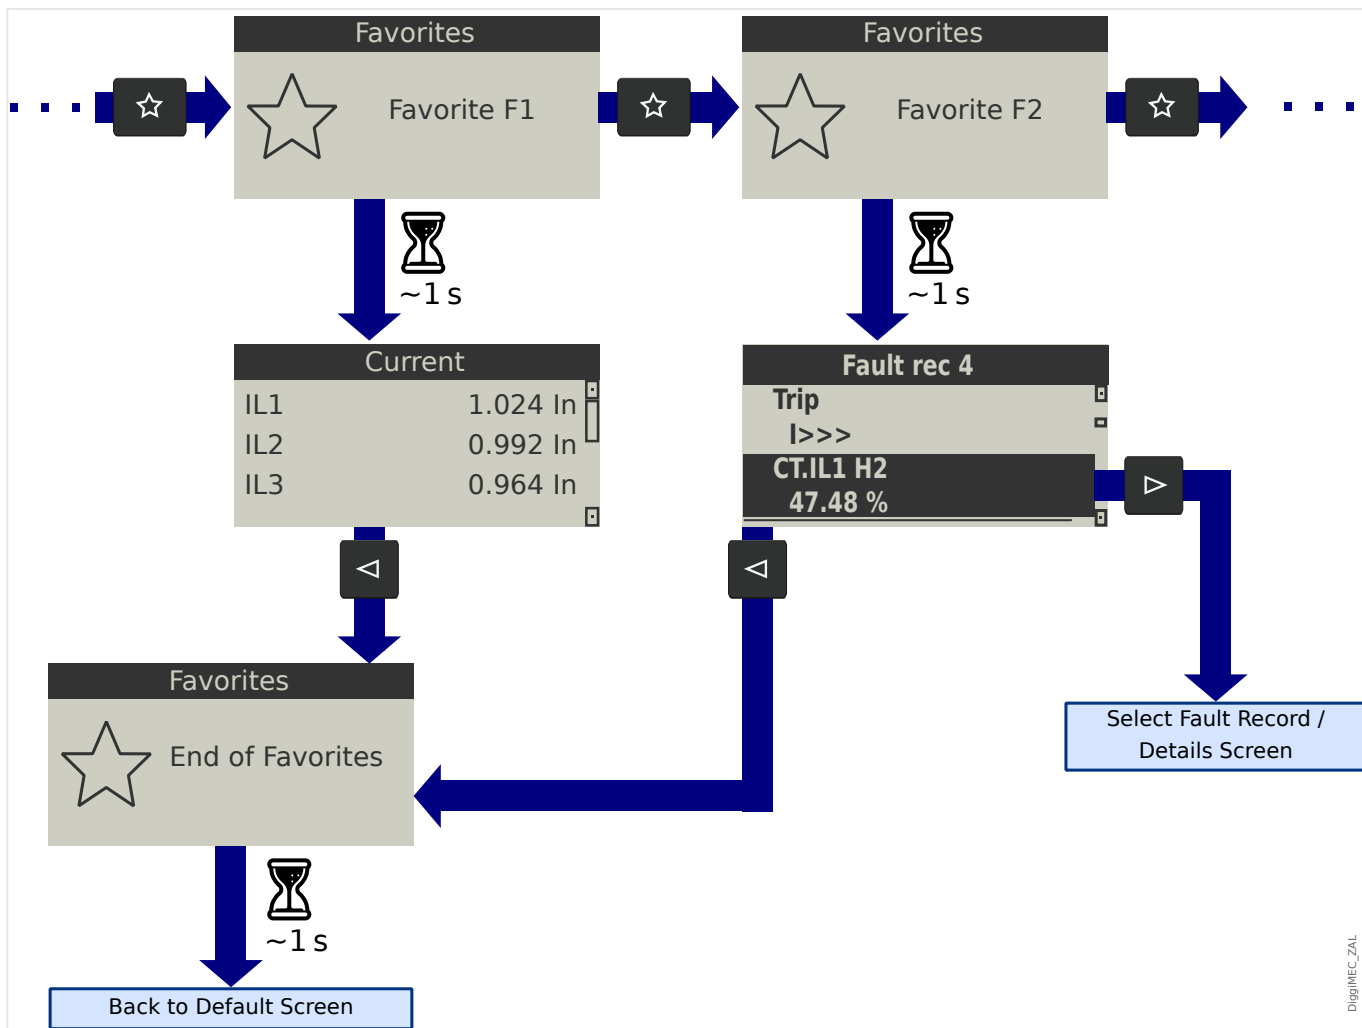 Favorites
Favorite F1
Favorites
Favorite F2
~1 s
~1 s
Current
IL1 1.024 In
IL2 0.992 In
IL3 0.964 In
Fault rec 4
Trip
I>>>
CT.IL1 H2
47.48 %
Favorites
End of Favorites
Select Fault Record /
Details Screen
~1 s
Back to Default Screen
DiggiMEC_ZAL